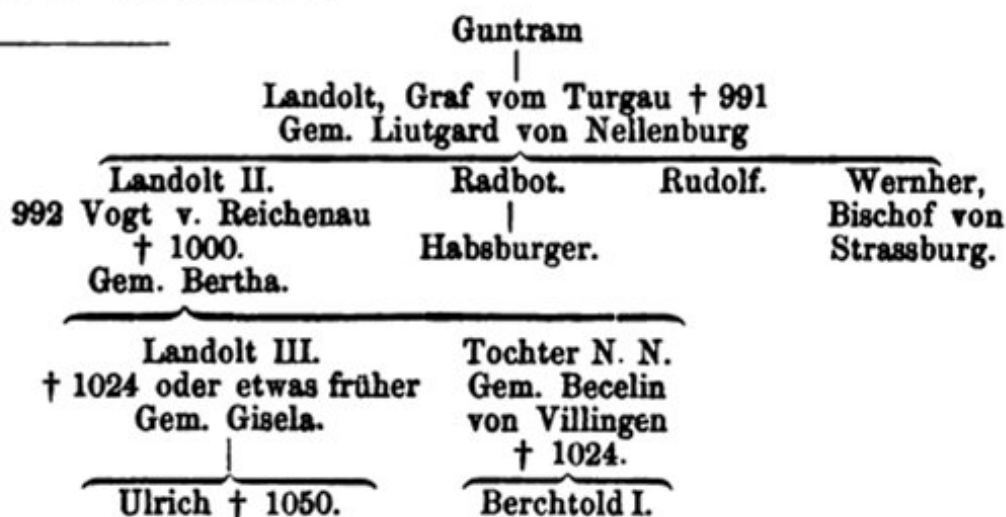 Guntram
Landolt, Graf vom Turgau † 991
Gem. Liutgard von Nellenburg
Landolt II.
992 Vogt v. Reichenau
† 1000.
Gem. Bertha.
Radbot.
Habsburger.
Rudolf.
Wernher,
Bischof von
Strassburg.
Landolt III.
† 1024 oder etwas früher
Gem. Gisela.
Tochter N. N.
Gem. Becelin
von Villingen
† 1024.
Ulrich † 1050.
Berchtold I.